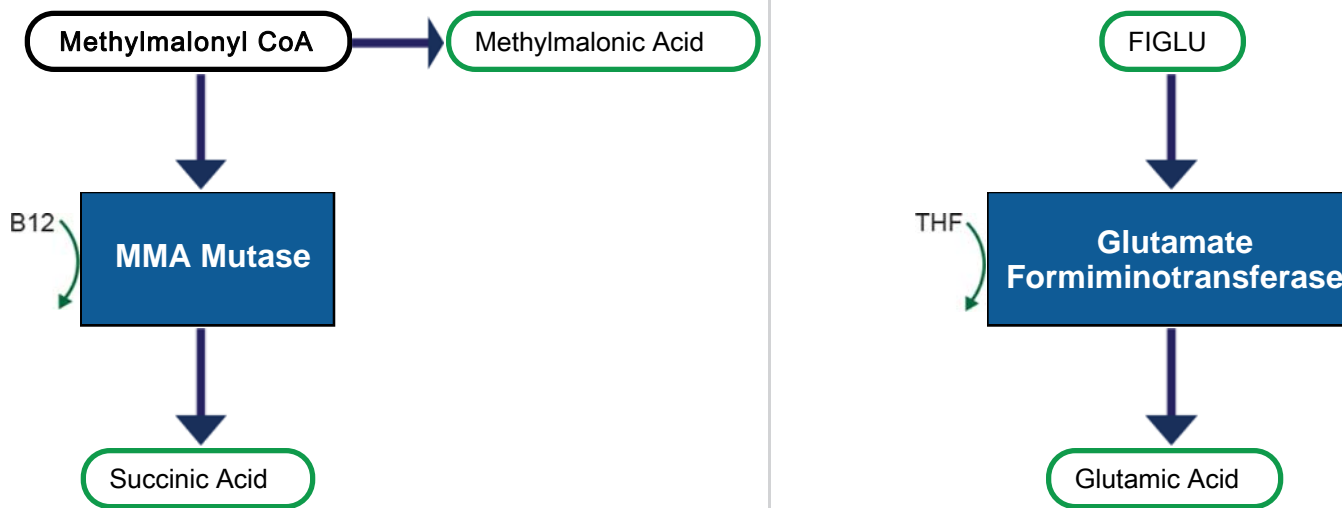 Methylmalonyl CoA
Methylmalonic Acid
B12
MMA Mutase
Succinic Acid
FIGLU
THF
Glutamate
Formiminotransferase
Glutamic Acid